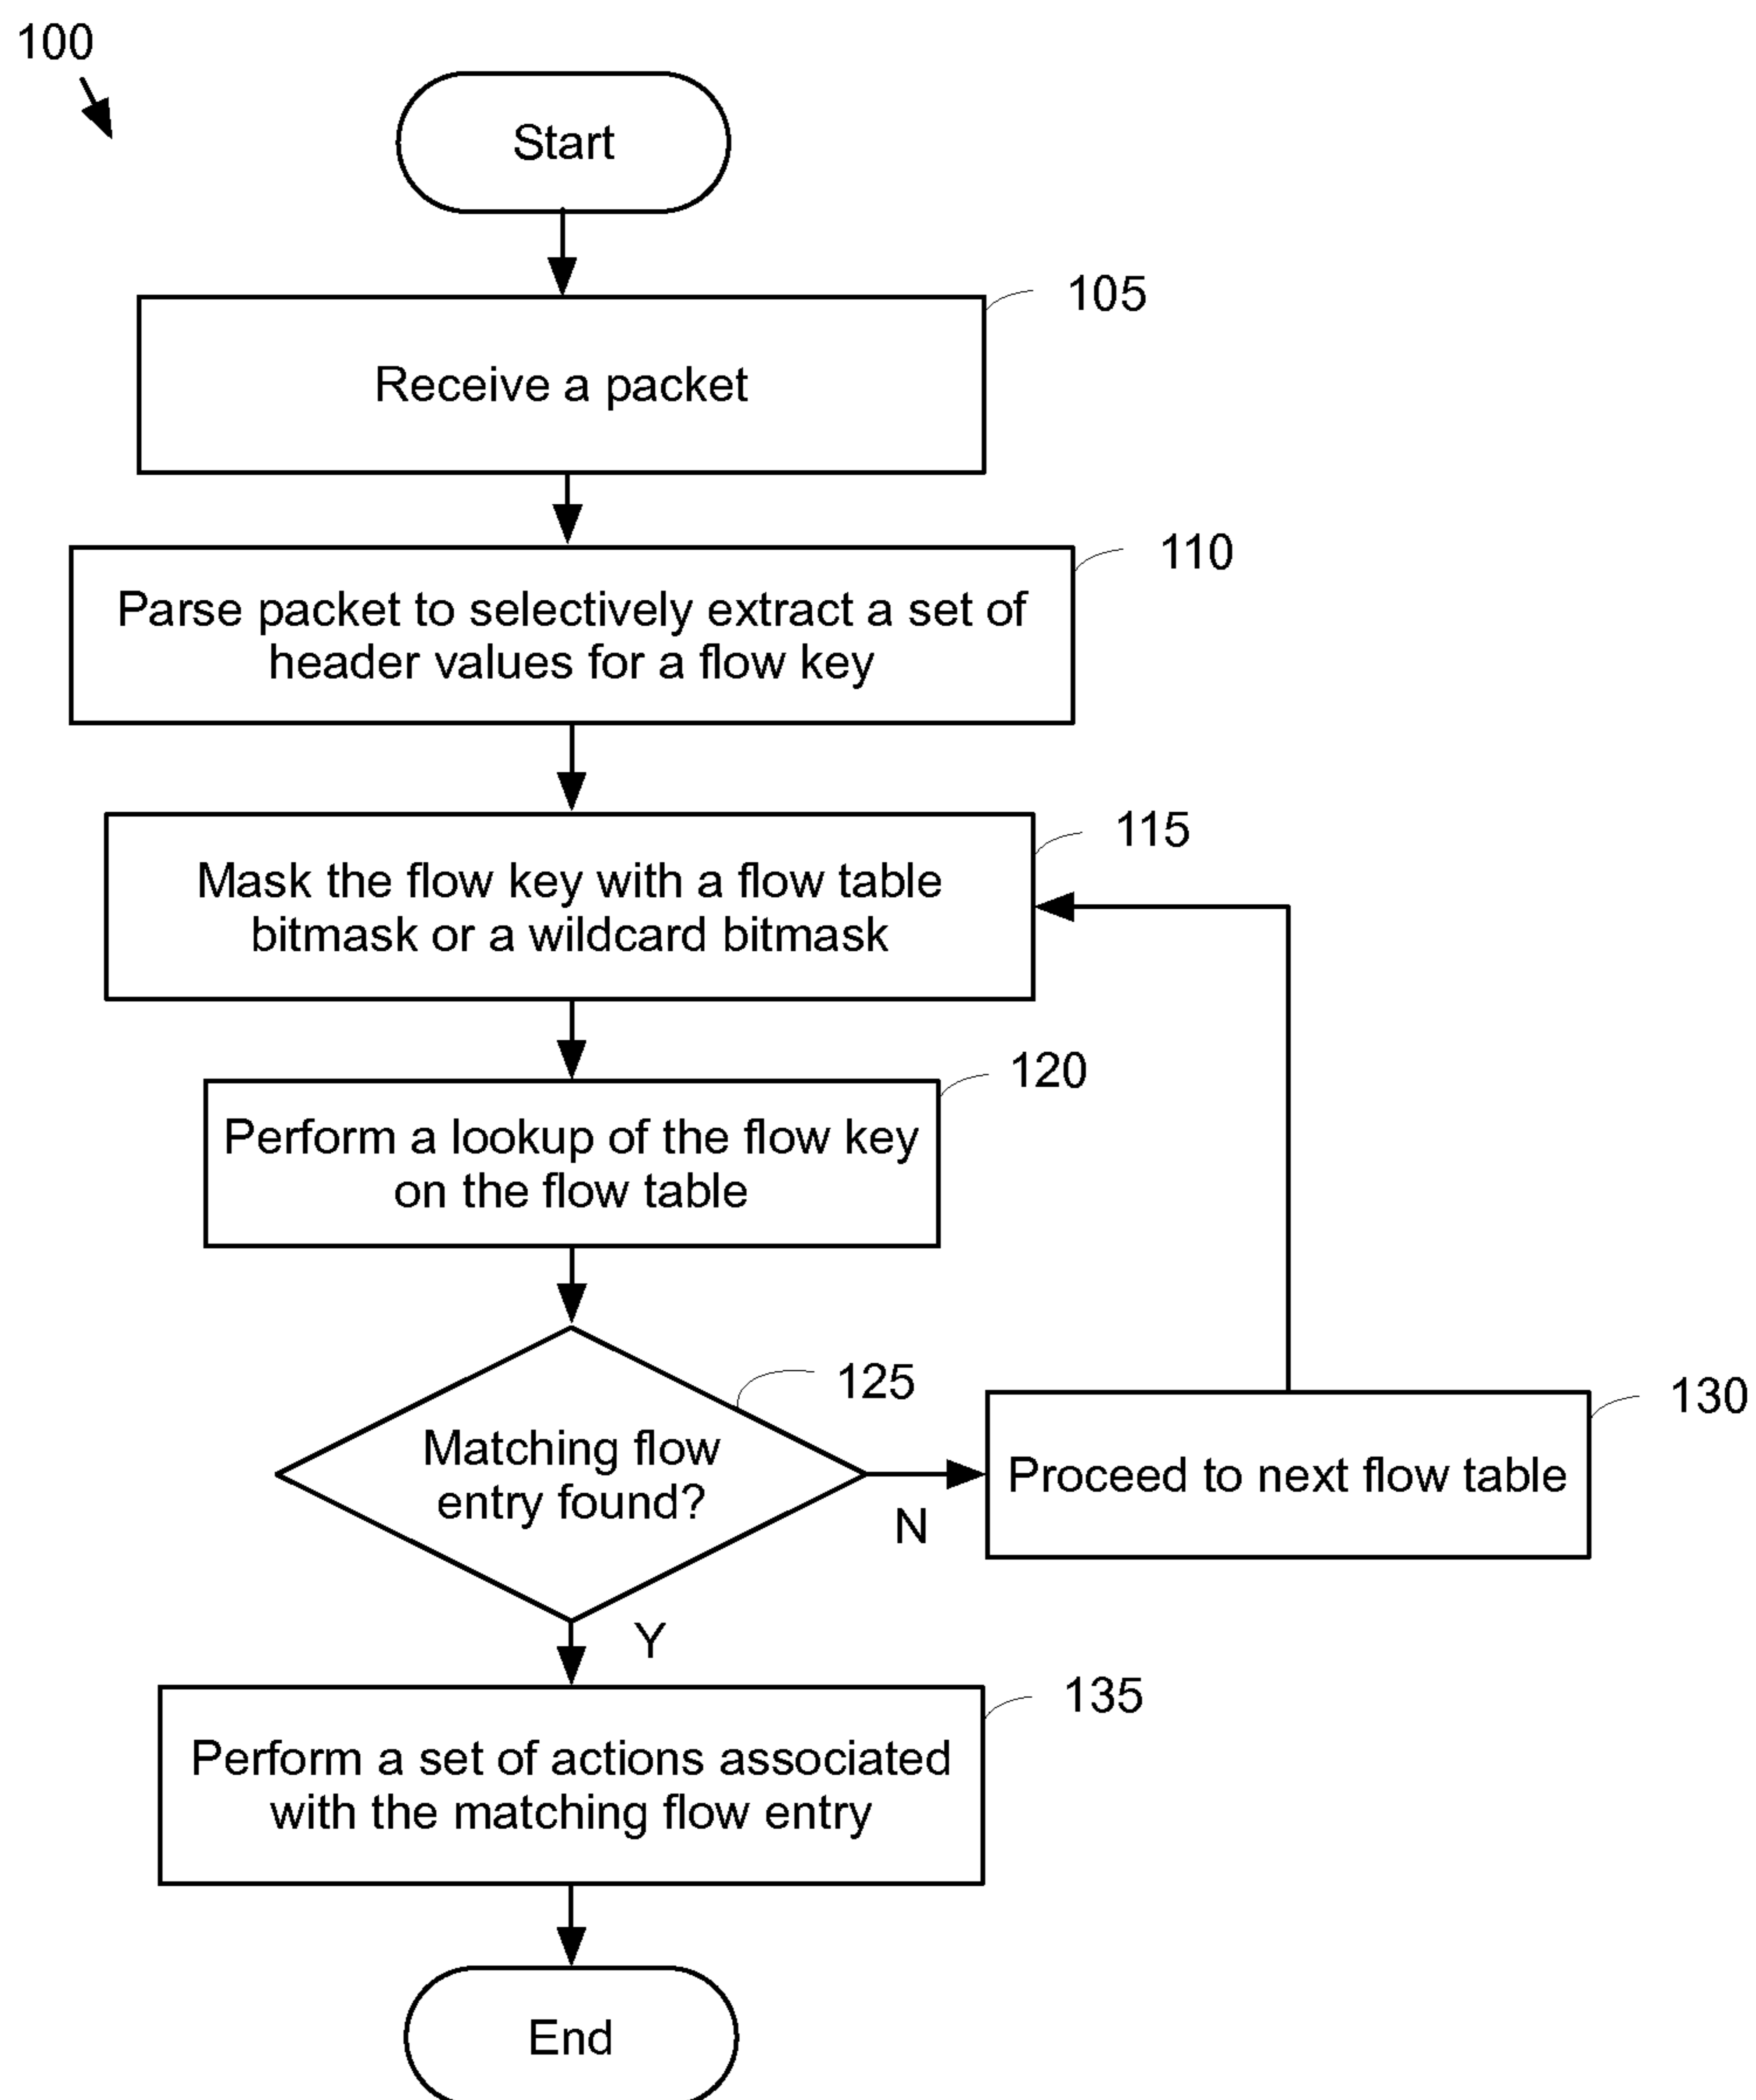 100
Start
105
Receive a packet
110
Parse packet to selectively extract a set of
header values for a flow key
115
Mask the flow key with a flow table
bitmask or a wildcard bitmask
120
Perform a lookup of the flow key
on the flow table
125
Matching flow
entry found?
N
130
Proceed to next flow table
Y
135
Perform a set of actions associated
with the matching flow entry
End